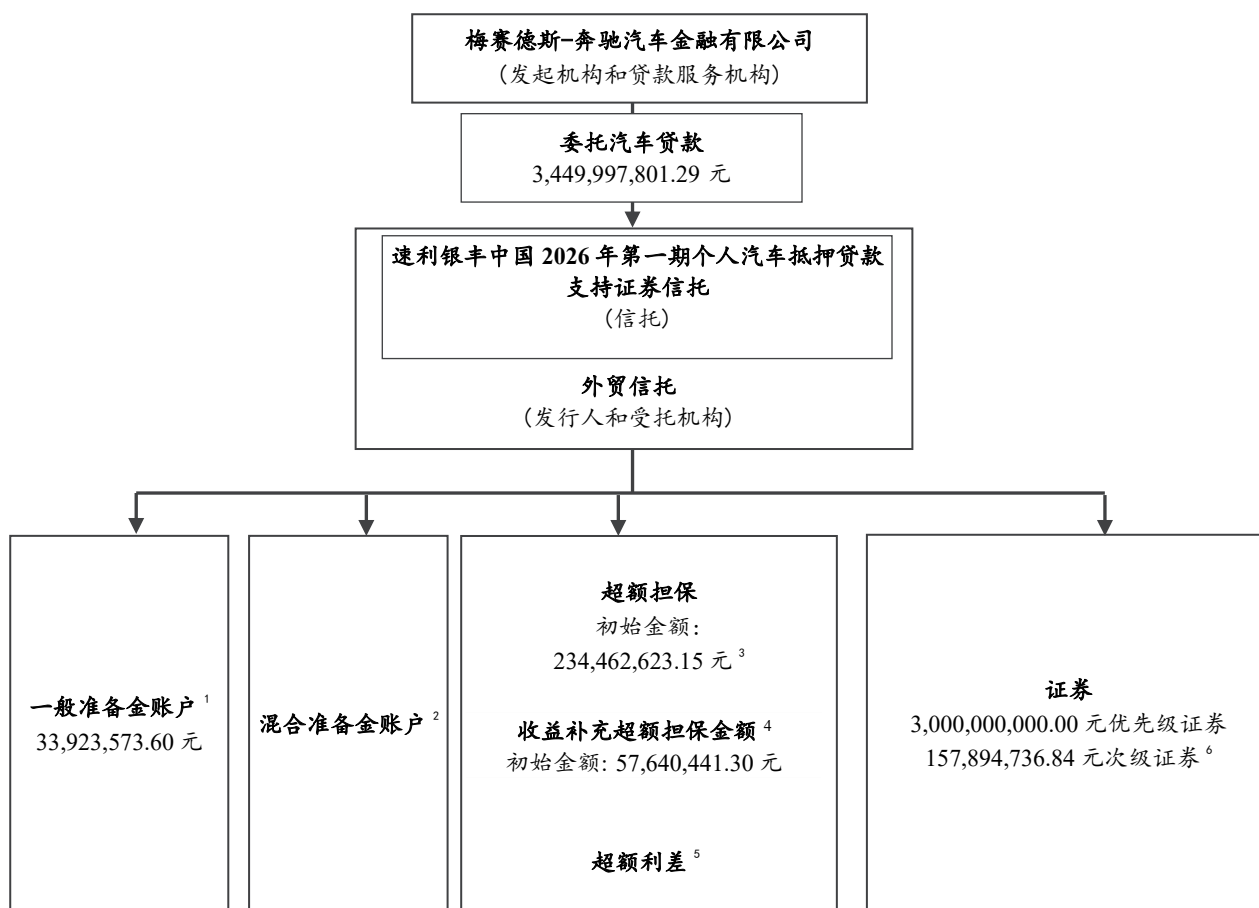 梅赛德斯-奔驰汽车金融有限公司
（发起机构和贷款服务机构）
委托汽车贷款
3,449,997,801.29 元
速利银丰中国 2026 年第一期个人汽车抵押贷款
支持证券信托
（信托）
外贸信托
（发行人和受托机构）
一般准备金账户 1
33,923,573.60 元
混合准备金账户 2
超额担保
初始金额：
234,462,623.15 元 3
收益补充超额担保金额 4
初始金额：57,640,441.30 元
超额利差 5
证券
3,000,000,000.00 元优先级证券
157,894,736.84 元次级证券 6